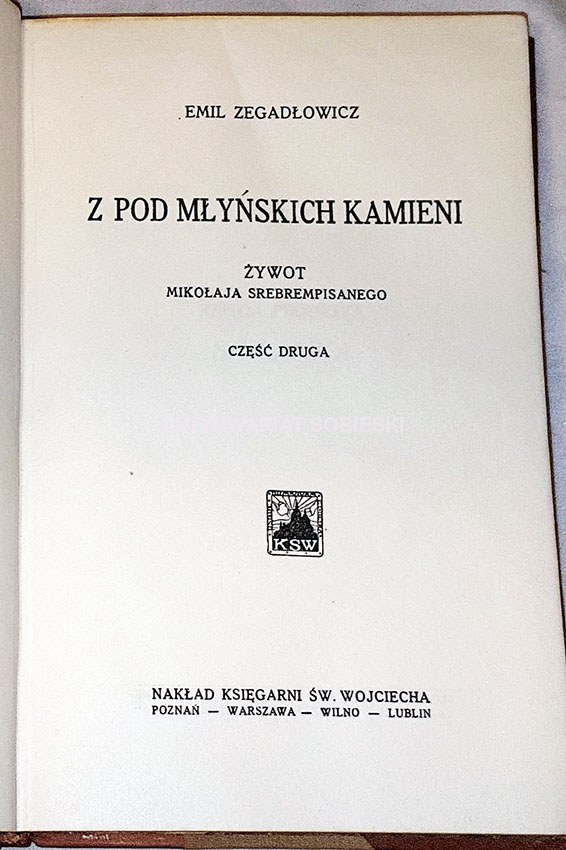 EMIL ZEGADŁOWICZ
Z POD MŁYŃSKICH KAMIENI
ŻYWOT
MIKOŁAJA SREBREMPISANEGO
CZĘŚĆ DRUGA
SOBIESKI
KSW
NAKŁAD KSIĘGARNI ŚW. WOJCIECHA
POZNAŃ — WARSZAWA — WILNO — LUBLIN